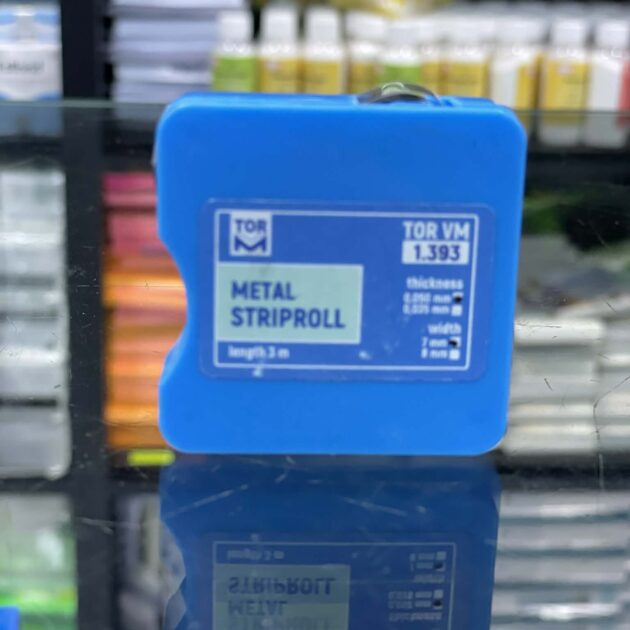 TOR
M
TOR VM
1.393
METAL
STRIPROLL
thickness
0,050 mm
0,035 mm
width
7 mm
8 mm
length 3 m